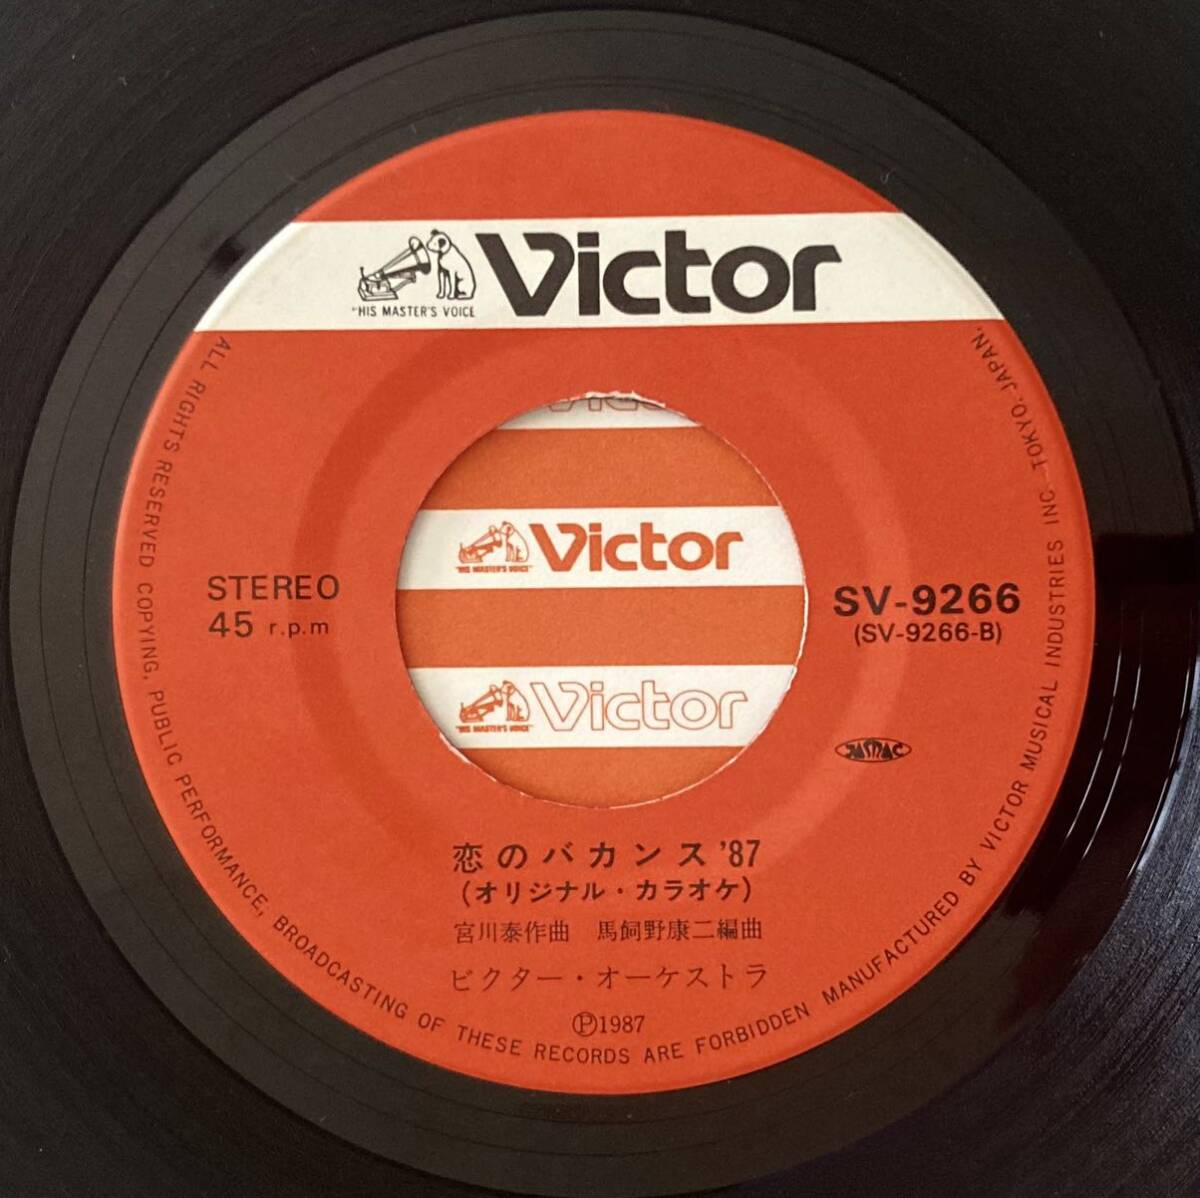 Victor
"HIS MASTER'S VOICE
STEREO
45 r.p.m
SV-9266
(SV-9266-B)
JASRAC
Victor
Victor
"HIS MASTER'S VOICE"
Victor
"HIS MASTER'S VOICE"
恋のバカンス'87
(オリジナル・カラオケ)
宮川泰作曲 馬飼野康二編曲
ビクター・オーケストラ
Ⓟ1987
ALL RIGHTS RESERVED COPYING, PUBLIC PERFORMANCE, BROADCASTING OF THESE RECORDS ARE FORBIDDEN MANUFACTURED BY VICTOR MUSICAL INDUSTRIES INC. TOKYO, JAPAN.